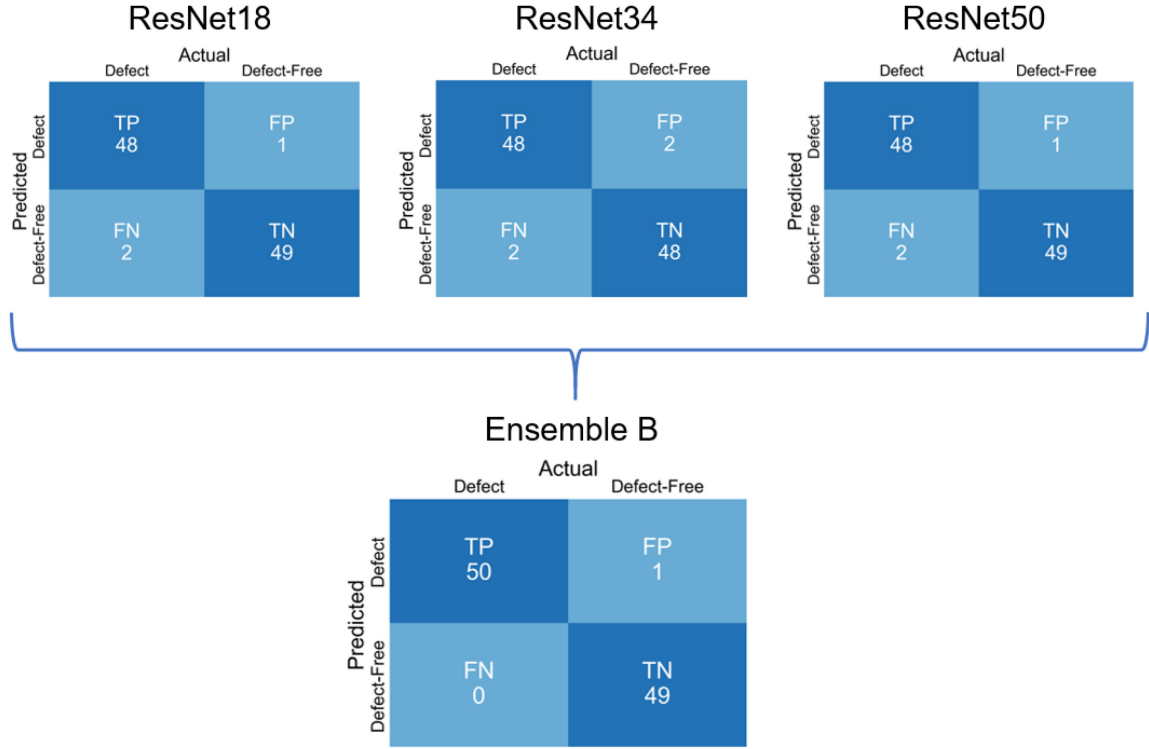 ResNet18
ResNet34
ResNet50
Actual
Actual
Actual
Defect
Defect-Free
Defect
Defect-Free
Defect
Defect-Free
Predicted
Defect
Defect-Free
TP
48
FP
1
FN
2
TN
49
Predicted
Defect
Defect-Free
TP
48
FP
2
FN
2
TN
48
Predicted
Defect
Defect-Free
TP
48
FP
1
FN
2
TN
49
Ensemble B
Actual
Defect
Defect-Free
Predicted
Defect
Defect-Free
TP
50
FP
1
FN
0
TN
49